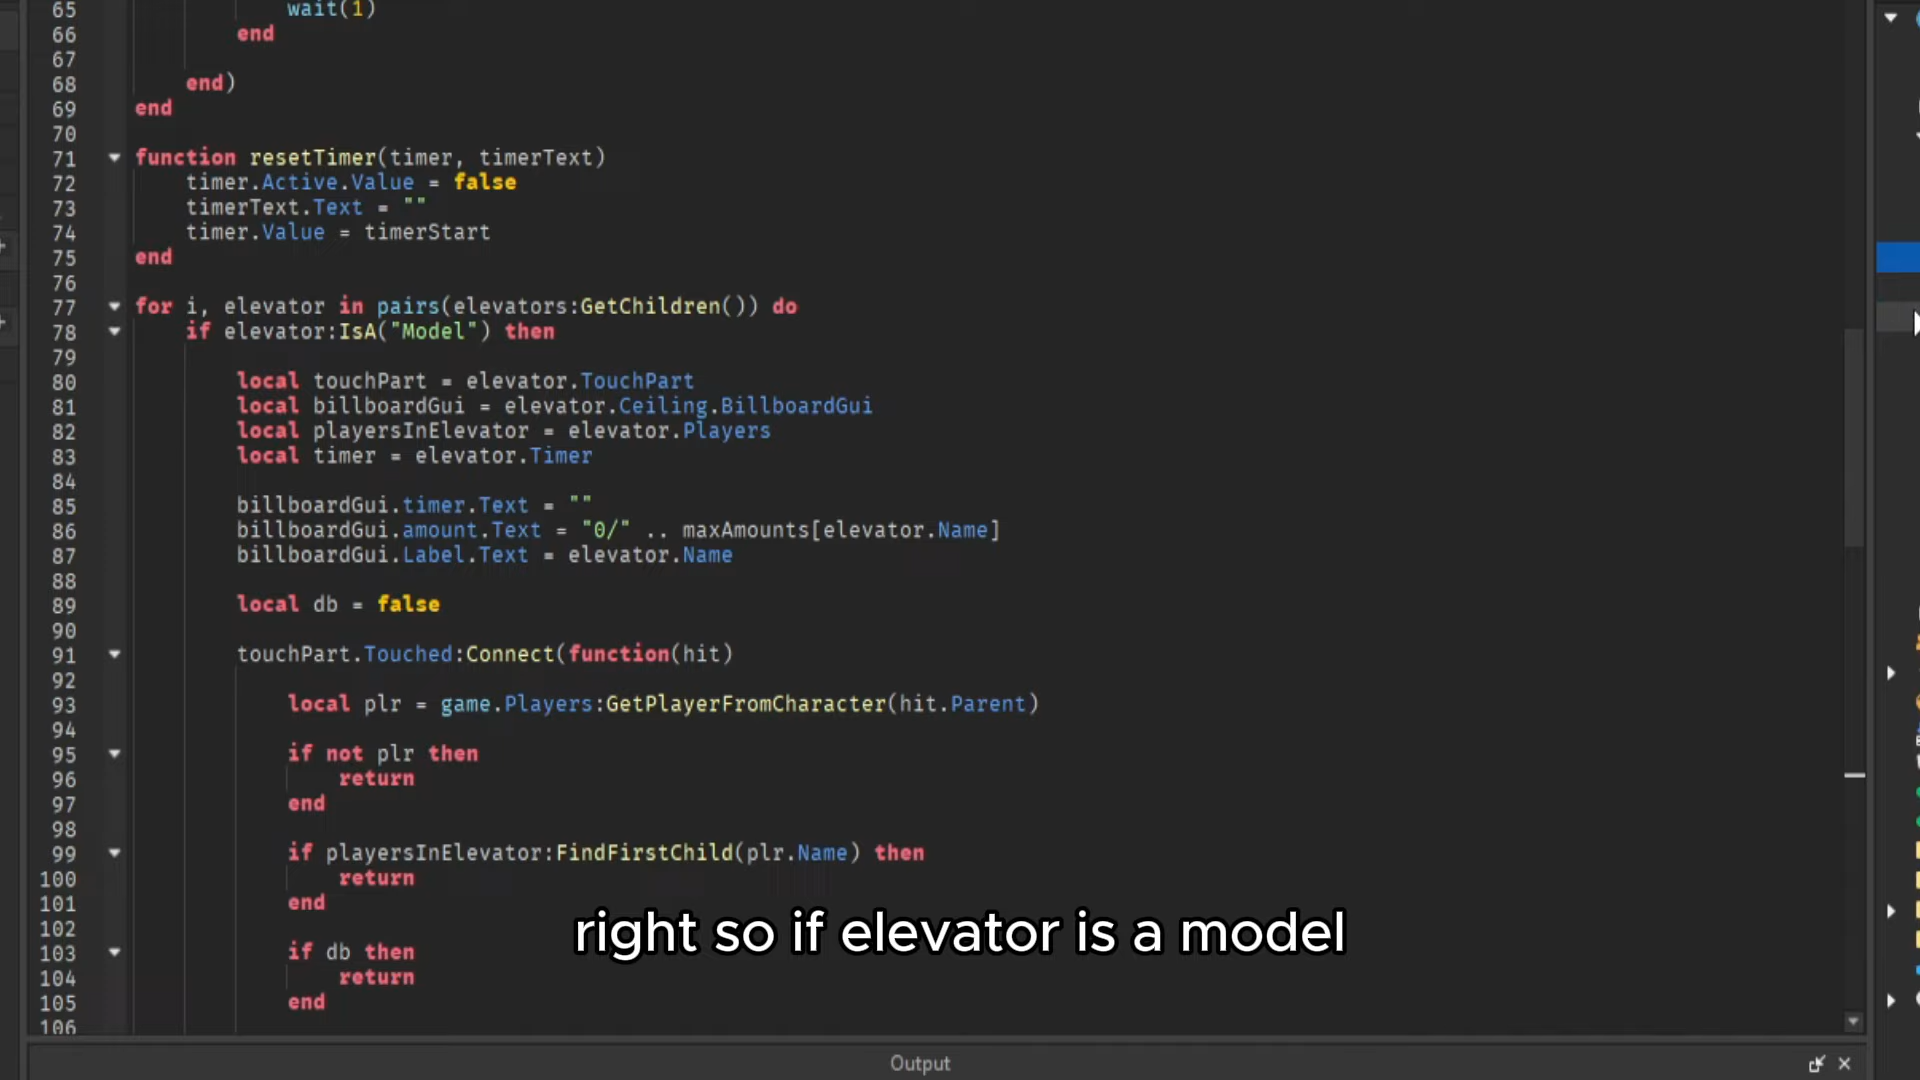 65 wait(1)
66 end
67
68 end)
69 end
70
71 function resetTimer(timer, timerText)
72 timer.Active.Value = false
73 timerText.Text = ""
74 timer.Value = timerStart
75 end
76
77 for i, elevator in pairs(elevators:GetChildren()) do
78 if elevator:IsA("Model") then
79
80 local touchPart = elevator.TouchPart
81 local billboardGui = elevator.Ceiling.BillboardGui
82 local playersInElevator = elevator.Players
83 local timer = elevator.Timer
84
85 billboardGui.timer.Text = ""
86 billboardGui.amount.Text = "0/" .. maxAmounts[elevator.Name]
87 billboardGui.Label.Text = elevator.Name
88
89 local db = false
90
91 touchPart.Touched:Connect(function(hit)
92
93 local plr = game.Players:GetPlayerFromCharacter(hit.Parent)
94
95 if not plr then
96 return
97 end
98
99 if playersInElevator:FindFirstChild(plr.Name) then
100 return
101 end
102
103 if db then
104 return
105 end
106
right so if elevator is a model
Output